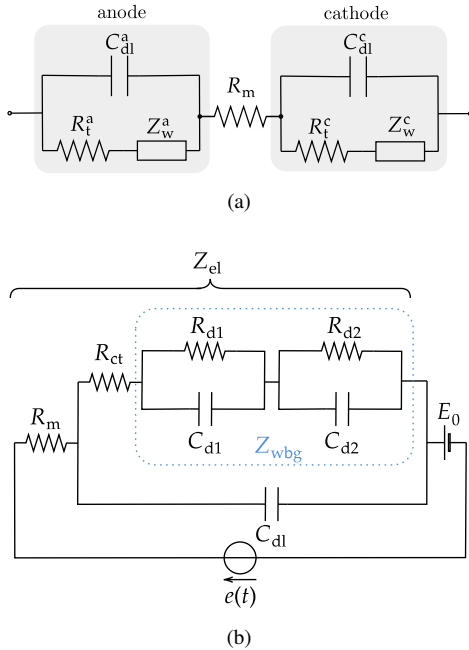 anode cathode
C_dl^a C_dl^c
R_m
R_t^a Z_w^a R_t^c Z_w^c
(a)
Z_el
R_d1 R_d2
R_ct
R_m E_0
C_d1 C_d2
Z_wbg
C_dl
e(t)
(b)